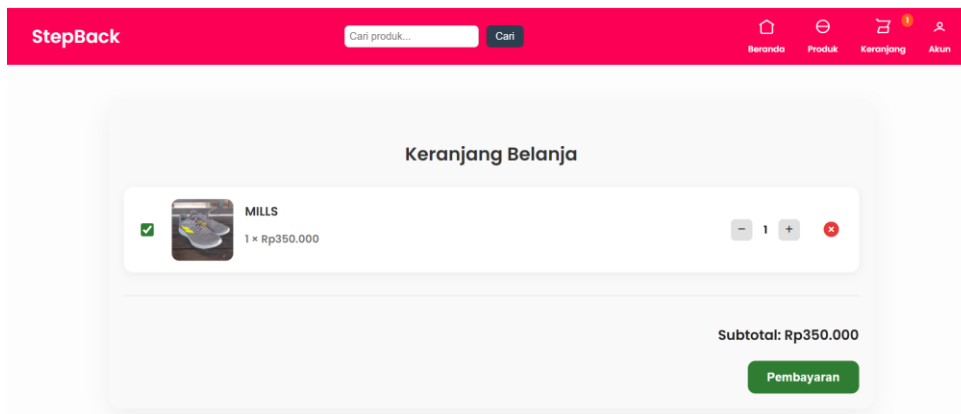 StepBack
Cari produk...
Cari
Beranda
Produk
1
Keranjang
Akun
Keranjang Belanja
MILLS
1 × Rp350.000
− 1 +
Subtotal: Rp350.000
Pembayaran